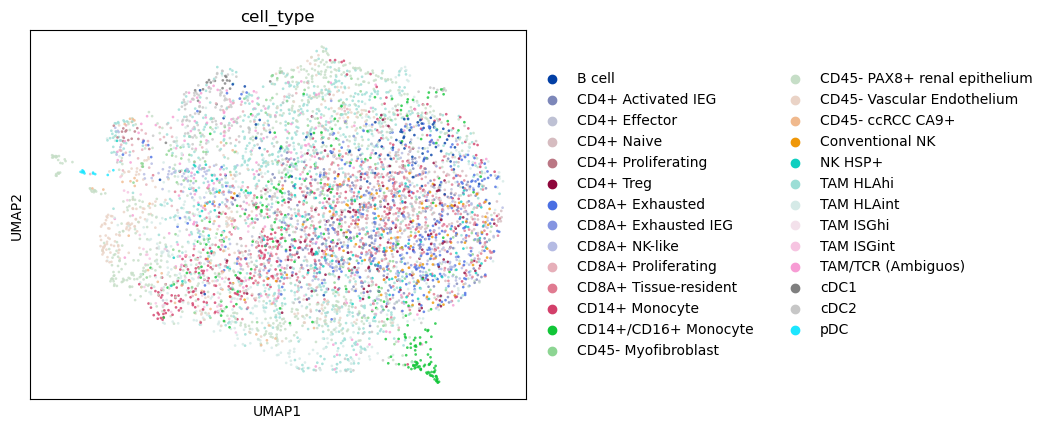 cell_type
UMAP2
UMAP1
B cell
CD4+ Activated IEG
CD4+ Effector
CD4+ Naive
CD4+ Proliferating
CD4+ Treg
CD8A+ Exhausted
CD8A+ Exhausted IEG
CD8A+ NK-like
CD8A+ Proliferating
CD8A+ Tissue-resident
CD14+ Monocyte
CD14+/CD16+ Monocyte
CD45- Myofibroblast
CD45- PAX8+ renal epithelium
CD45- Vascular Endothelium
CD45- ccRCC CA9+
Conventional NK
NK HSP+
TAM HLAhi
TAM HLAint
TAM ISGhi
TAM ISGint
TAM/TCR (Ambiguos)
cDC1
cDC2
pDC